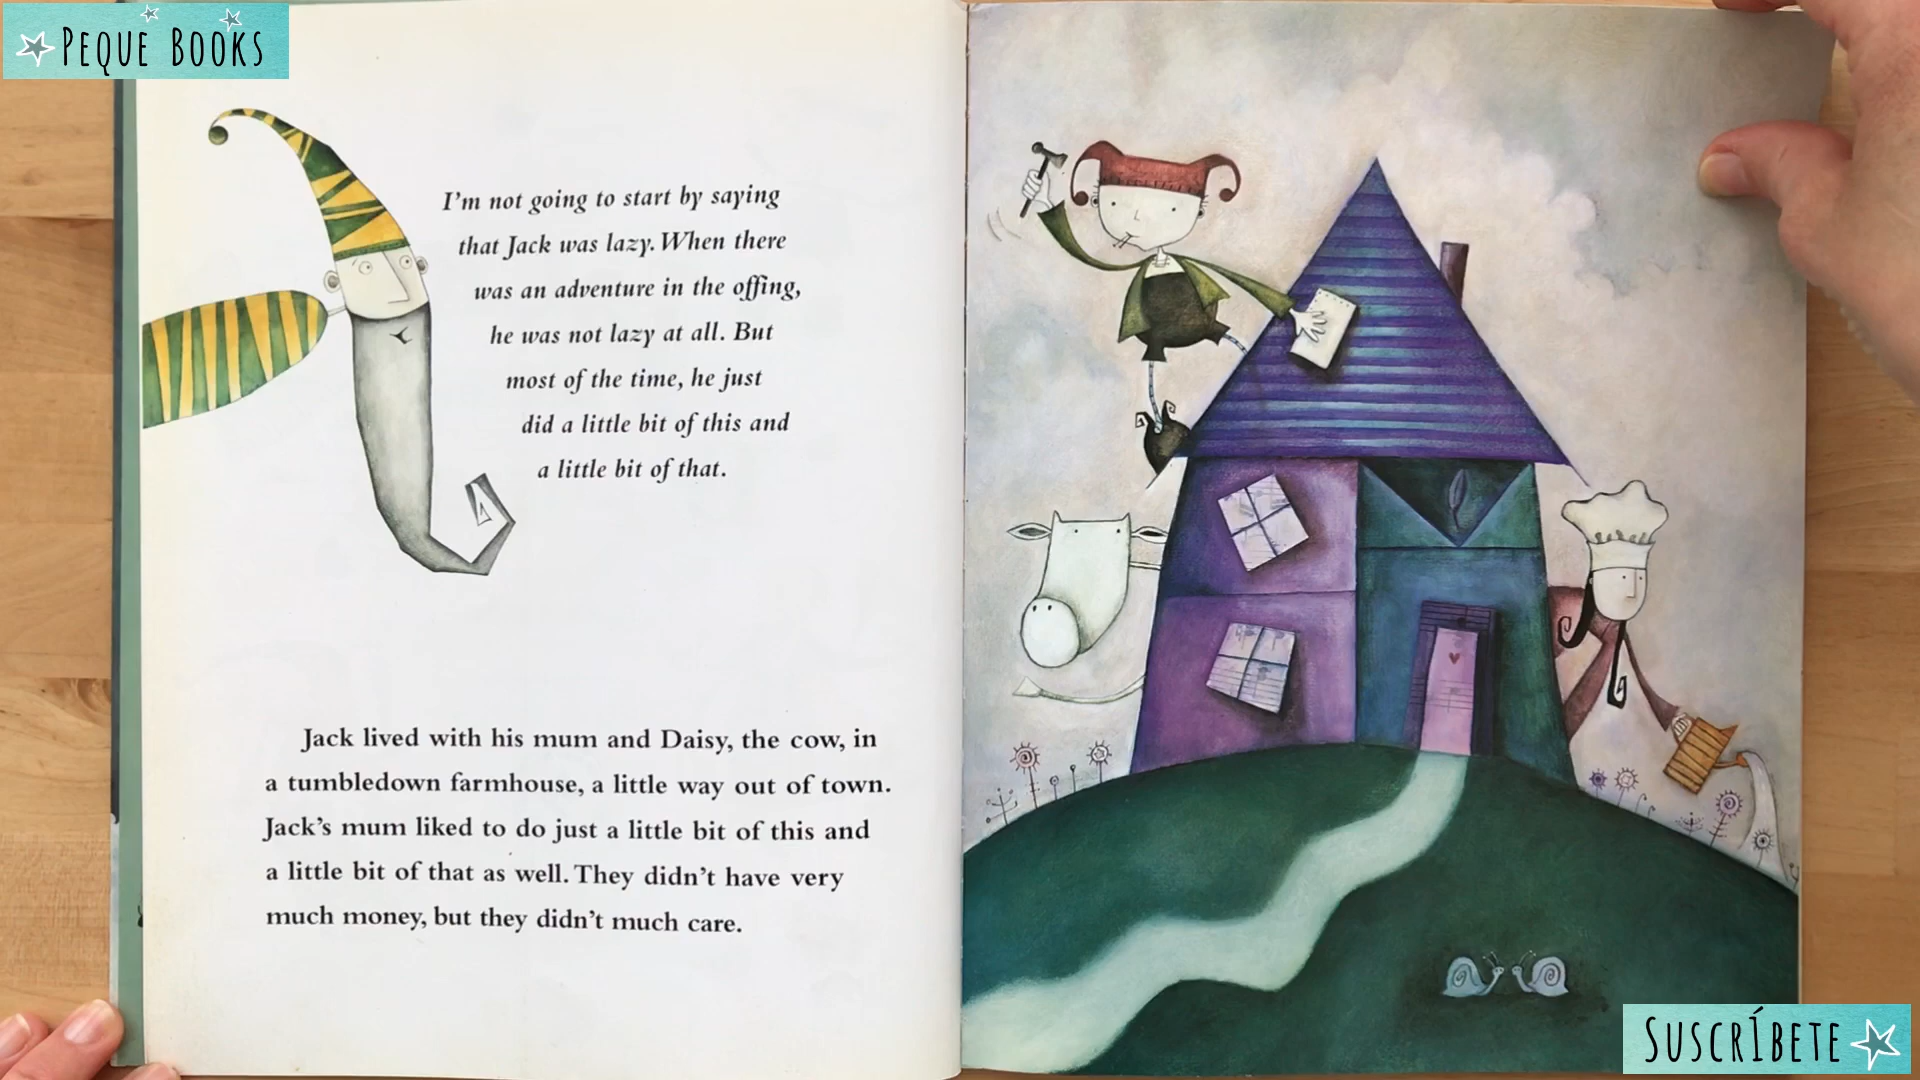 Peque Books
I'm not going to start by saying
that Jack was lazy. When there
was an adventure in the offing,
he was not lazy at all. But
most of the time, he just
did a little bit of this and
a little bit of that.
Jack lived with his mum and Daisy, the cow, in
a tumbledown farmhouse, a little way out of town.
Jack's mum liked to do just a little bit of this and
a little bit of that as well. They didn't have very
much money, but they didn't much care.
Suscríbete